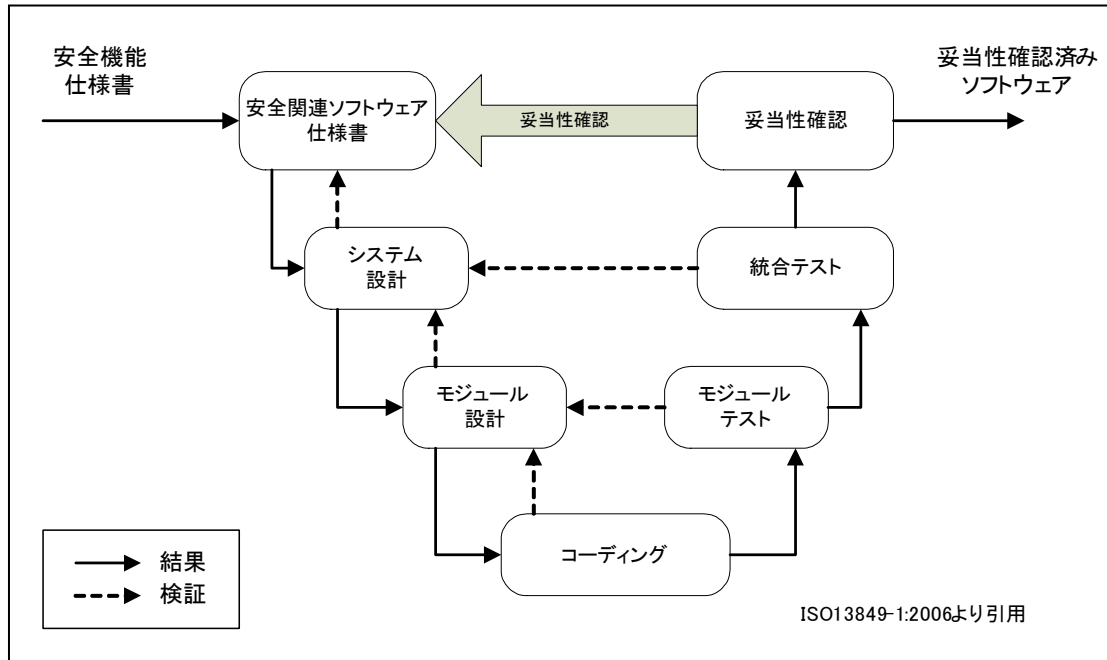 安全機能
仕様書
安全関連ソフトウェア
仕様書
妥当性確認
妥当性確認
妥当性確認済み
ソフトウェア
システム
設計
統合テスト
モジュール
設計
モジュール
テスト
コーディング
結果
検証
ISO13849-1:2006より引用